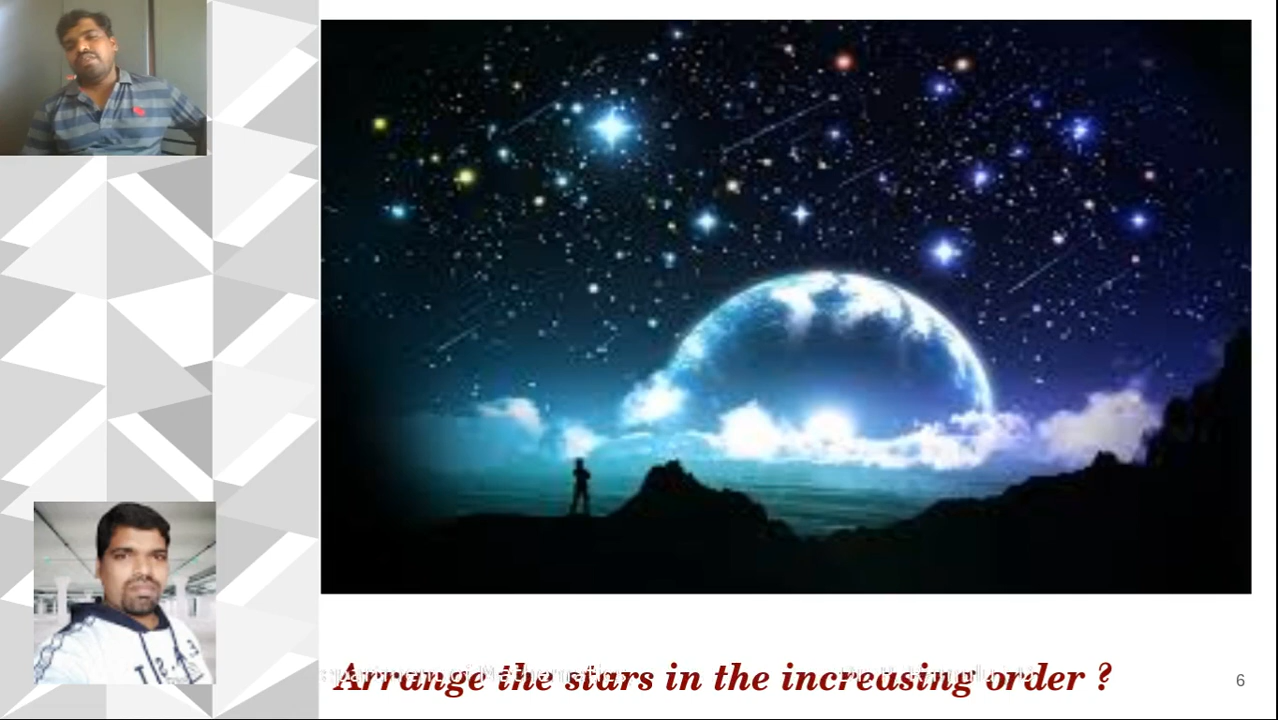 Arrange the stars in the increasing order ?
6